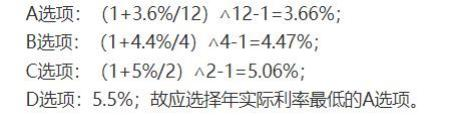 A选项：（1+3.6%/12）∧12-1=3.66%；
B选项：（1+4.4%/4）∧4-1=4.47%；
C选项：（1+5%/2）∧2-1=5.06%；
D选项：5.5%；故应选择年实际利率最低的A选项。